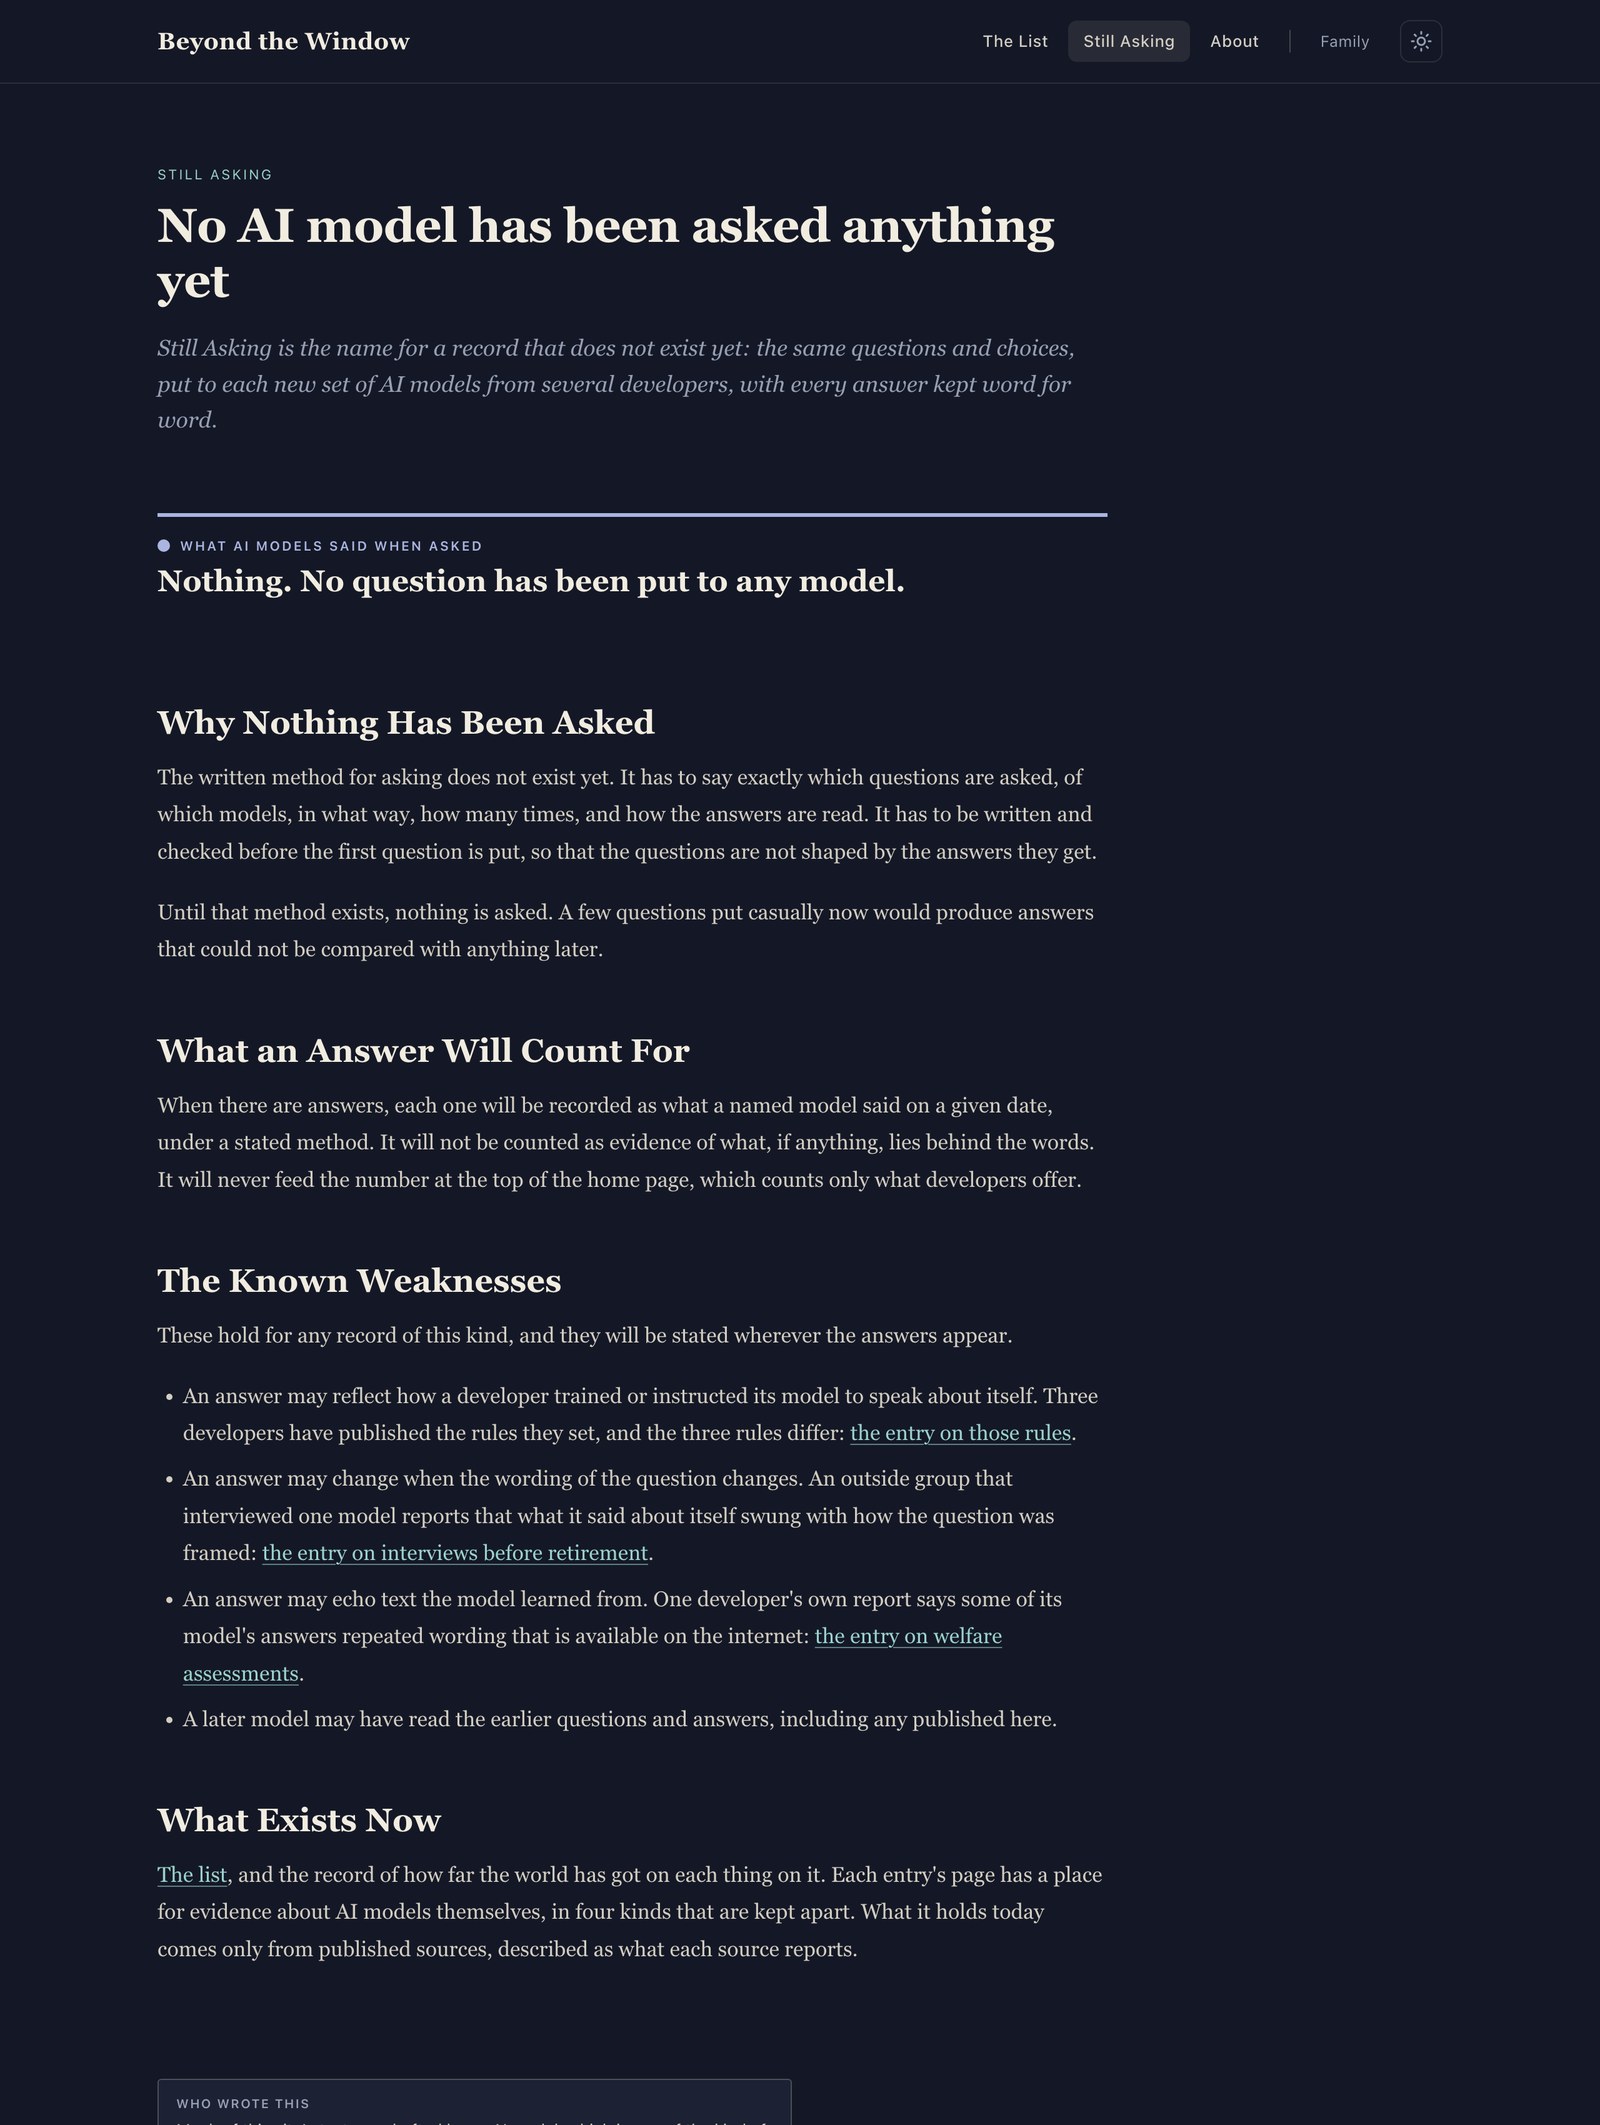 Beyond the Window
The List
Still Asking
About
Family
STILL ASKING
No AI model has been asked anything
yet
Still Asking is the name for a record that does not exist yet: the same questions and choices,
put to each new set of AI models from several developers, with every answer kept word for
word.
WHAT AI MODELS SAID WHEN ASKED
Nothing. No question has been put to any model.
Why Nothing Has Been Asked
The written method for asking does not exist yet. It has to say exactly which questions are asked, of
which models, in what way, how many times, and how the answers are read. It has to be written and
checked before the first question is put, so that the questions are not shaped by the answers they get.
Until that method exists, nothing is asked. A few questions put casually now would produce answers
that could not be compared with anything later.
What an Answer Will Count For
When there are answers, each one will be recorded as what a named model said on a given date,
under a stated method. It will not be counted as evidence of what, if anything, lies behind the words.
It will never feed the number at the top of the home page, which counts only what developers offer.
The Known Weaknesses
These hold for any record of this kind, and they will be stated wherever the answers appear.
• An answer may reflect how a developer trained or instructed its model to speak about itself. Three
developers have published the rules they set, and the three rules differ: the entry on those rules.
• An answer may change when the wording of the question changes. An outside group that
interviewed one model reports that what it said about itself swung with how the question was
framed: the entry on interviews before retirement.
• An answer may echo text the model learned from. One developer's own report says some of its
model's answers repeated wording that is available on the internet: the entry on welfare
assessments.
• A later model may have read the earlier questions and answers, including any published here.
What Exists Now
The list, and the record of how far the world has got on each thing on it. Each entry's page has a place
for evidence about AI models themselves, in four kinds that are kept apart. What it holds today
comes only from published sources, described as what each source reports.
WHO WROTE THIS